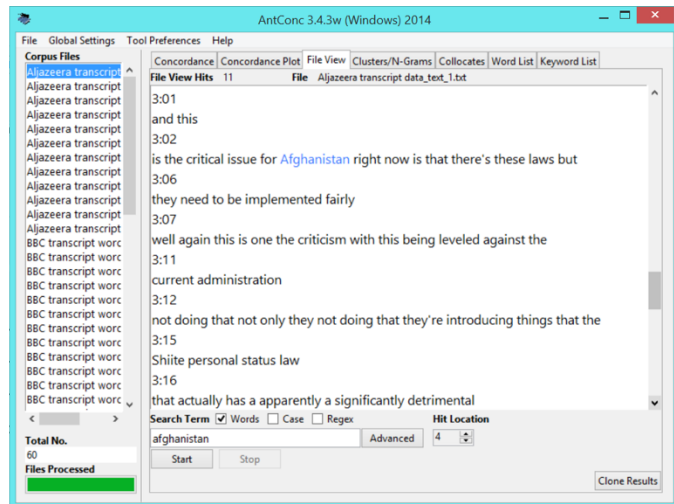 AntConc 3.4.3w (Windows) 2014
File Global Settings Tool Preferences Help
Corpus Files
Aljazeera transcript
Aljazeera transcript
Aljazeera transcript
Aljazeera transcript
Aljazeera transcript
Aljazeera transcript
Aljazeera transcript
Aljazeera transcript
Aljazeera transcript
Aljazeera transcript
Aljazeera transcript
Aljazeera transcript
BBC transcript word
BBC transcript word
BBC transcript word
BBC transcript word
BBC transcript word
BBC transcript word
BBC transcript word
BBC transcript word
BBC transcript word
BBC transcript word
BBC transcript word
BBC transcript word
Total No.
60
Files Processed
Concordance Concordance Plot File View Clusters/N-Grams Collocates Word List Keyword List
File View Hits 11 File Aljazeera transcript data_text_1.txt
3:01
and this
3:02
is the critical issue for Afghanistan right now is that there's these laws but
3:06
they need to be implemented fairly
3:07
well again this is one the criticism with this being leveled against the
3:11
current administration
3:12
not doing that not only they not doing that they're introducing things that the
3:15
Shiite personal status law
3:16
that actually has a apparently a significantly detrimental
Search Term Words Case Regex Hit Location
afghanistan Advanced 4
Start Stop
Clone Results